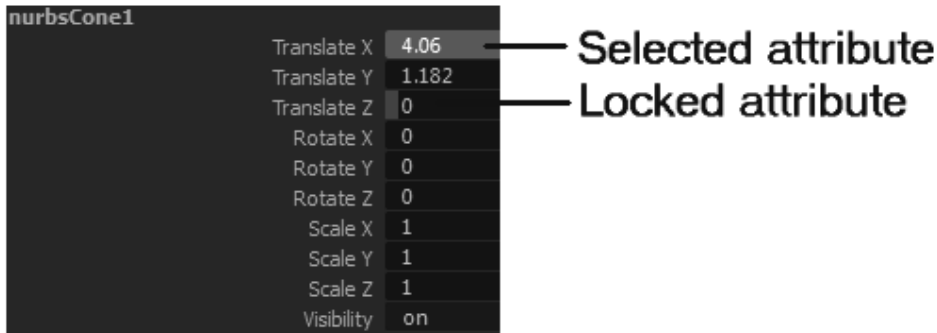 nurbsCone1
Translate X 4.06 Selected attribute
Translate Y 1.182
Translate Z 0 Locked attribute
Rotate X 0
Rotate Y 0
Rotate Z 0
Scale X 1
Scale Y 1
Scale Z 1
Visibility on